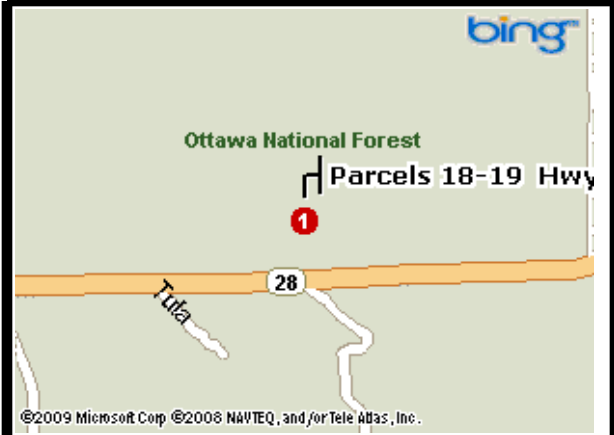 bing™
Ottawa National Forest
Parcels 18-19 Hwy
1
28
Tula
©2009 Microsoft Corp ©2008 NAVTEQ, and/or Tele Atlas, Inc.